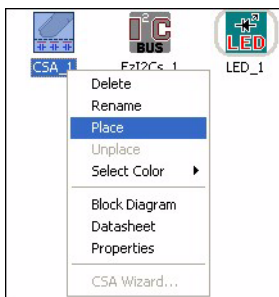 I2C
BUS
LED
CSA_1
EzI2Cs_1
LED_1
Delete
Rename
Place
Unplace
Select Color
Block Diagram
Datasheet
Properties
CSA Wizard...